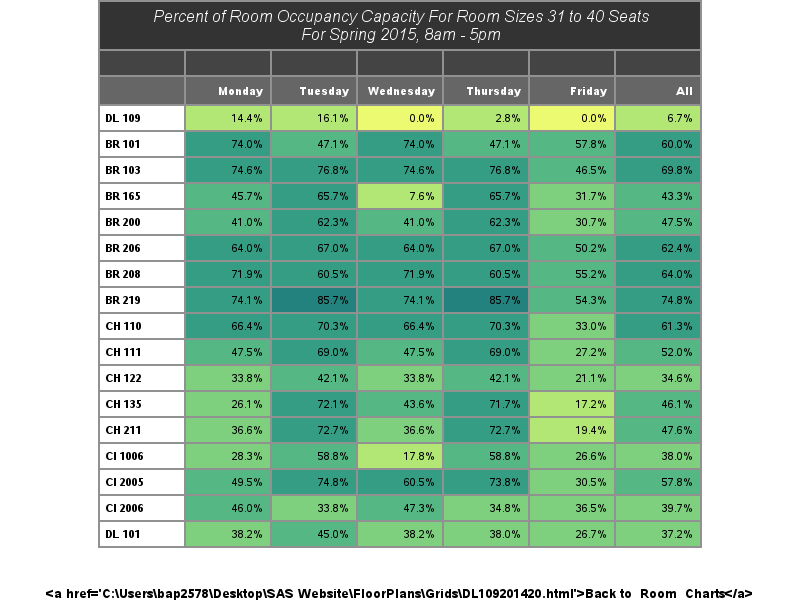 Percent of Room Occupancy Capacity For Room Sizes 31 to 40 Seats
For Spring 2015, 8am - 5pm
Monday Tuesday Wednesday Thursday Friday All
DL 109 14.4% 16.1% 0.0% 2.8% 0.0% 6.7%
BR 101 74.0% 47.1% 74.0% 47.1% 57.8% 60.0%
BR 103 74.6% 76.8% 74.6% 76.8% 46.5% 69.8%
BR 165 45.7% 65.7% 7.6% 65.7% 31.7% 43.3%
BR 200 41.0% 62.3% 41.0% 62.3% 30.7% 47.5%
BR 206 64.0% 67.0% 64.0% 67.0% 50.2% 62.4%
BR 208 71.9% 60.5% 71.9% 60.5% 55.2% 64.0%
BR 219 74.1% 85.7% 74.1% 85.7% 54.3% 74.8%
CH 110 66.4% 70.3% 66.4% 70.3% 33.0% 61.3%
CH 111 47.5% 69.0% 47.5% 69.0% 27.2% 52.0%
CH 122 33.8% 42.1% 33.8% 42.1% 21.1% 34.6%
CH 135 26.1% 72.1% 43.6% 71.7% 17.2% 46.1%
CH 211 36.6% 72.7% 36.6% 72.7% 19.4% 47.6%
CI 1006 28.3% 58.8% 17.8% 58.8% 26.6% 38.0%
CI 2005 49.5% 74.8% 60.5% 73.8% 30.5% 57.8%
CI 2006 46.0% 33.8% 47.3% 34.8% 36.5% 39.7%
DL 101 38.2% 45.0% 38.2% 38.0% 26.7% 37.2%
<a href='C:\Users\bap2578\Desktop\SAS Website\FloorPlans\Grids\DL109201420.html'>Back to Room Charts</a>